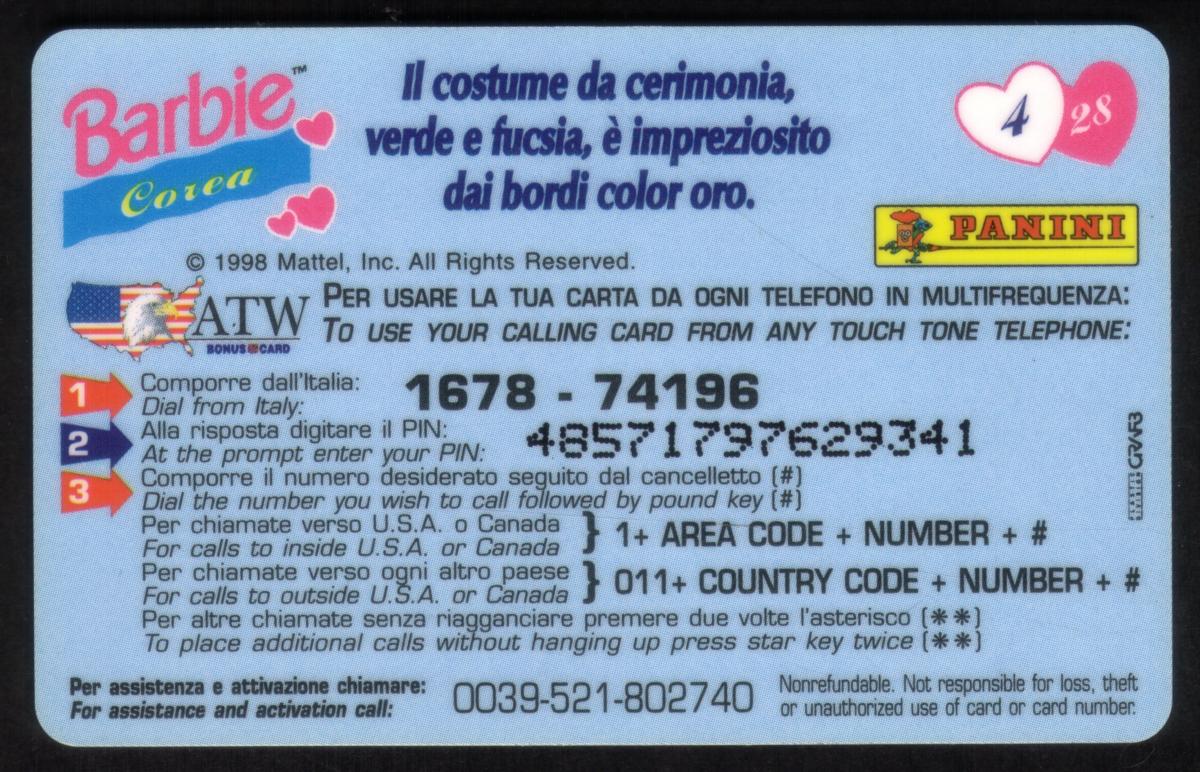 Barbie™
Corea
Il costume da cerimonia,
verde e fucsia, è impreziosito
dai bordi color oro.
4 28
PANINI
© 1998 Mattel, Inc. All Rights Reserved.
ATW
BONUS CARD
PER USARE LA TUA CARTA DA OGNI TELEFONO IN MULTIFREQUENZA:
TO USE YOUR CALLING CARD FROM ANY TOUCH TONE TELEPHONE:
1 Comporre dall'Italia: 1678 - 74196
Dial from Italy:
2 Alla risposta digitare il PIN: 48571797629341
At the prompt enter your PIN:
3 Comporre il numero desiderato seguito dal cancelletto (#)
Dial the number you wish to call followed by pound key (#)
Per chiamate verso U.S.A. o Canada } 1+ AREA CODE + NUMBER + #
For calls to inside U.S.A. or Canada
Per chiamate verso ogni altro paese } 011+ COUNTRY CODE + NUMBER + #
For calls to outside U.S.A. or Canada
Per altre chiamate senza riagganciare premere due volte l'asterisco (**)
To place additional calls without hanging up press star key twice (**)
Per assistenza e attivazione chiamare: 0039-521-802740
For assistance and activation call:
Nonrefundable. Not responsible for loss, theft
or unauthorized use of card or card number.